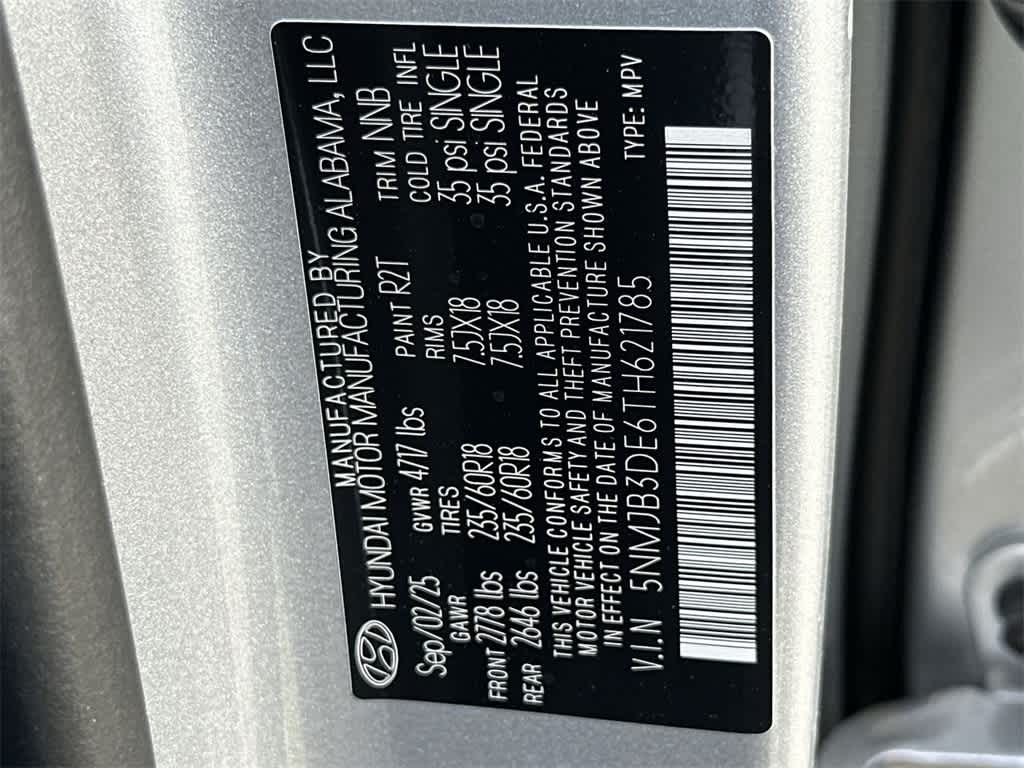 MANUFACTURED BY
HYUNDAI MOTOR MANUFACTURING ALABAMA, LLC
Sep/02/25 GVWR 4717 lbs PAINT R2T TRIM NNB
GAWR TIRES RIMS COLD TIRE INFL
FRONT 2778 lbs 235/60R18 7.5JX18 35 psi SINGLE
REAR 2646 lbs 235/60R18 7.5JX18 35 psi SINGLE
THIS VEHICLE CONFORMS TO ALL APPLICABLE U.S.A. FEDERAL
MOTOR VEHICLE SAFETY AND THEFT PREVENTION STANDARDS
IN EFFECT ON THE DATE OF MANUFACTURE SHOWN ABOVE
V.I.N 5NMJB3DE6TH621785 TYPE: MPV